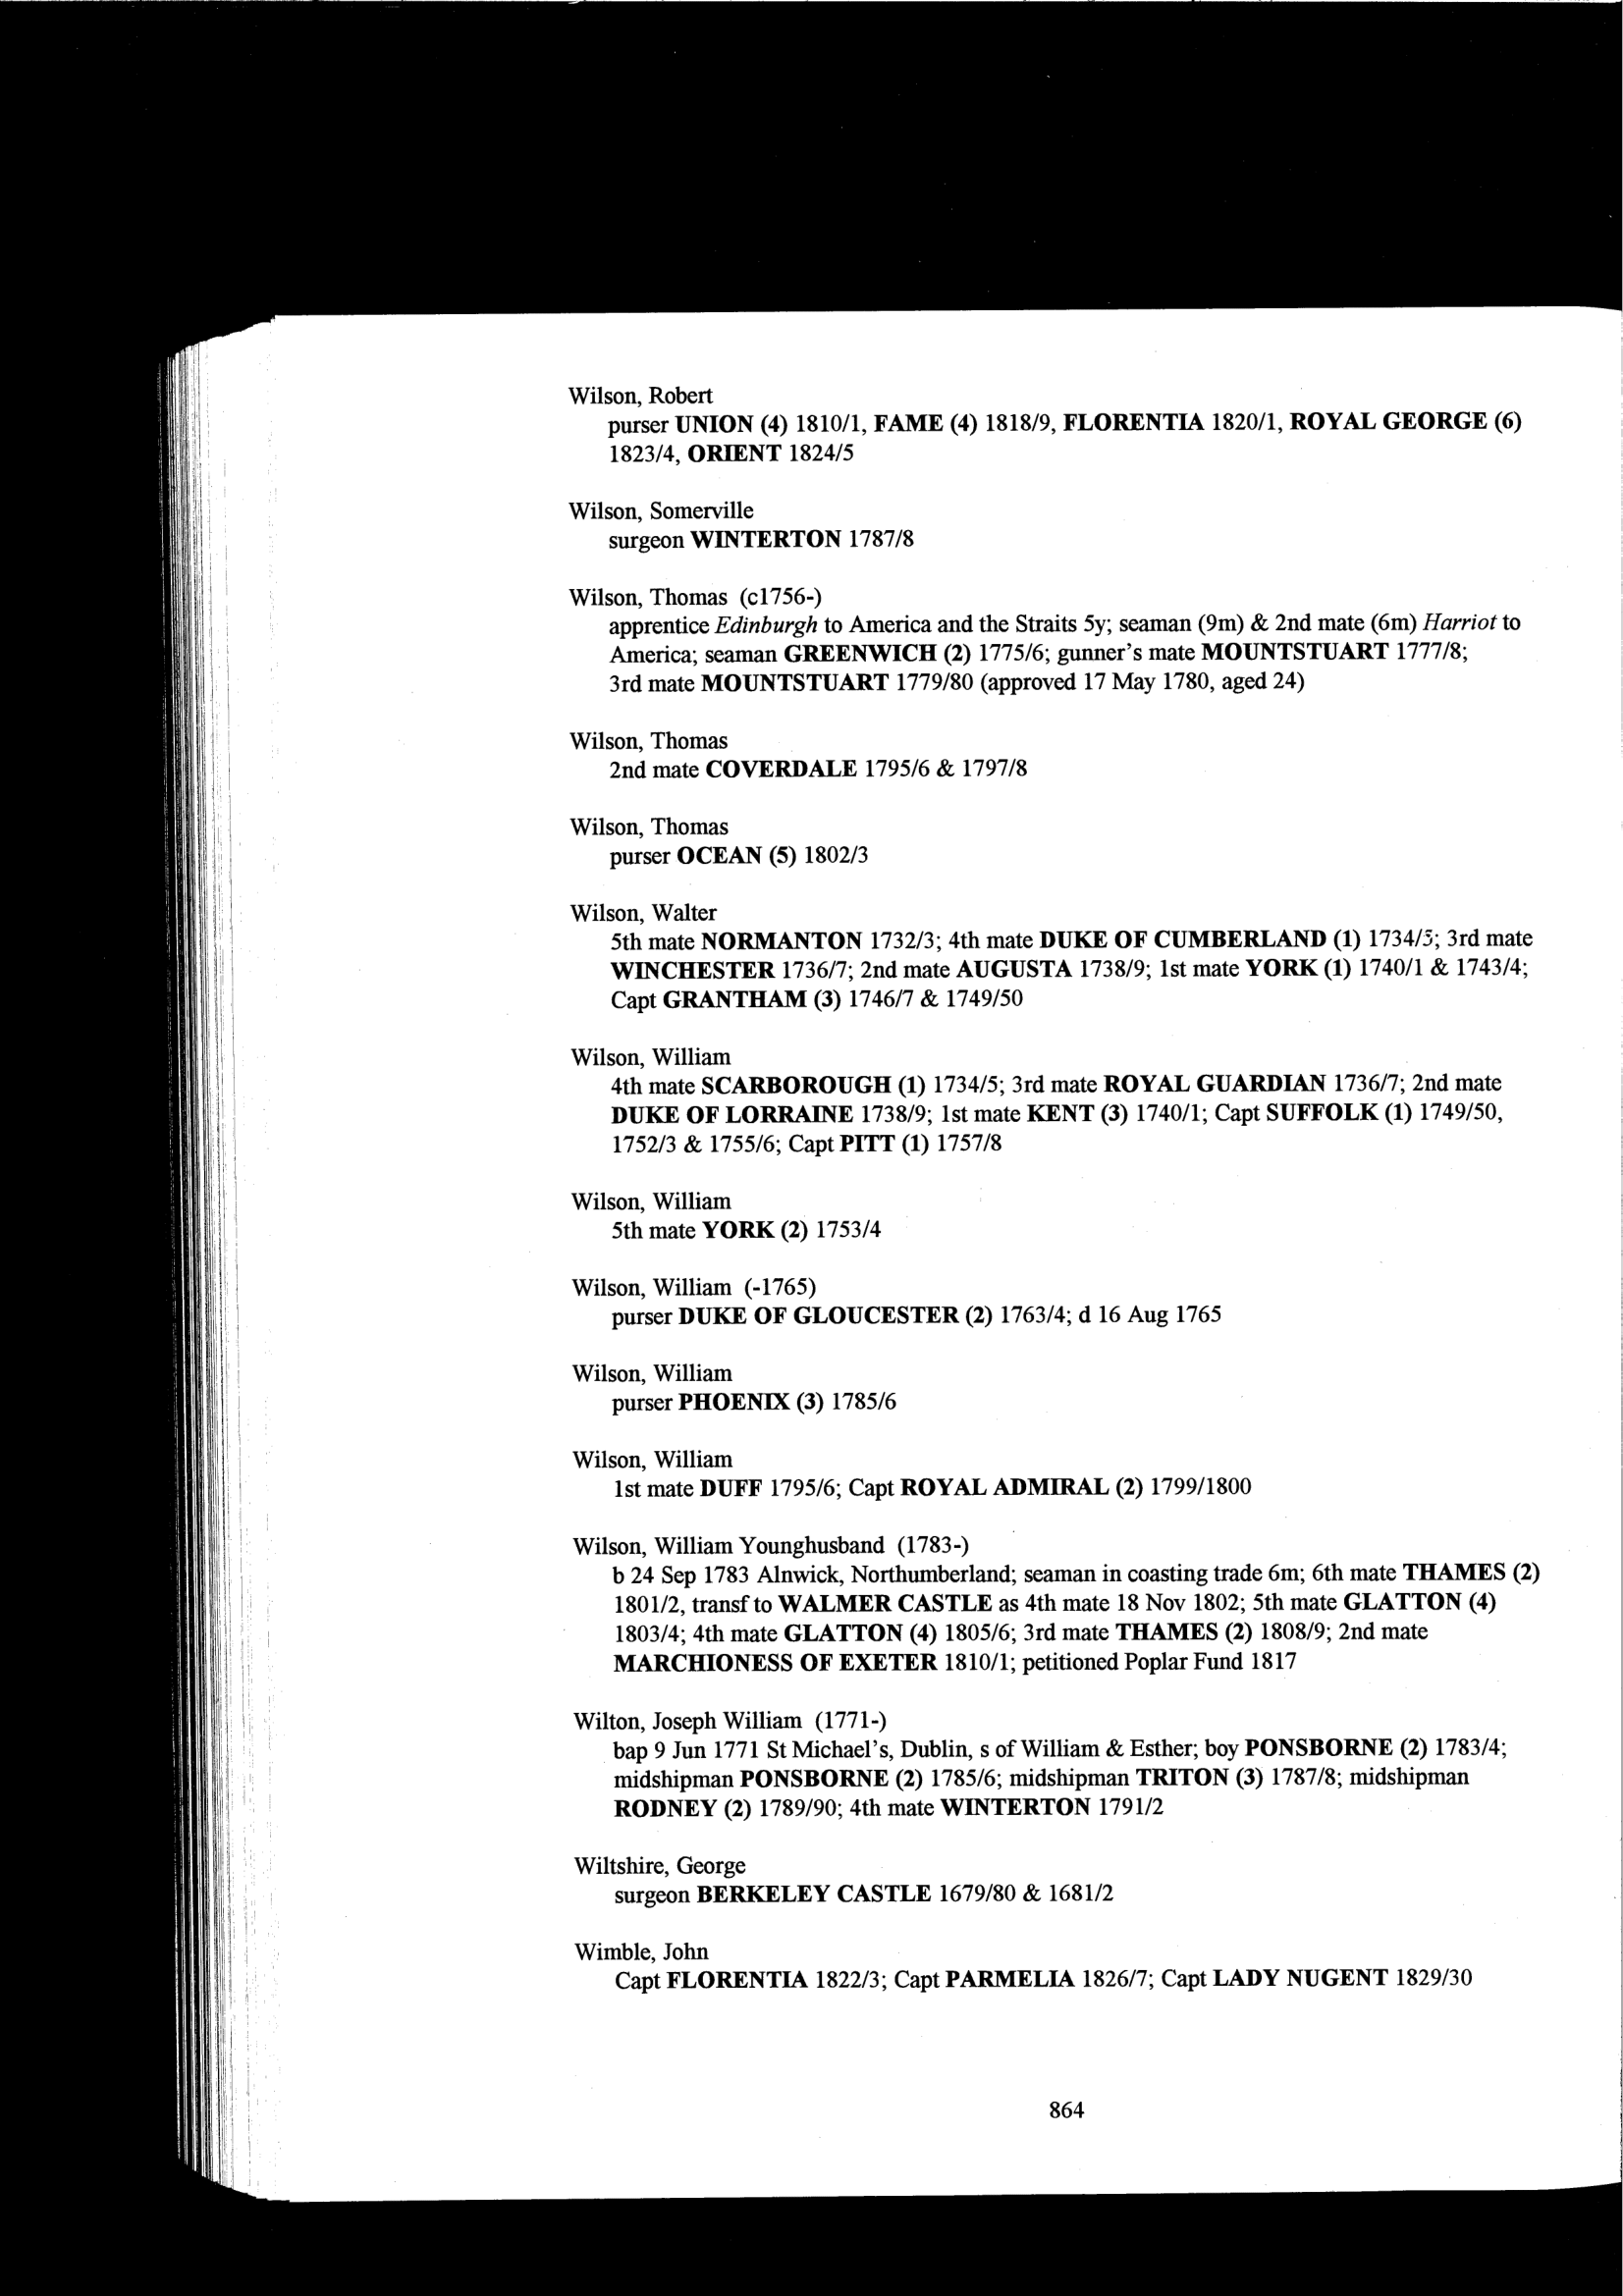 Wilson, Robert
purser UNION (4) 1810/1, FAME (4) 1818/9, FLORENTIA 1820/1, ROYAL GEORGE (6)
1823/4, ORIENT 1824/5
Wilson, Somerville
surgeon WINTERTON 1787/8
Wilson, Thomas (c1756-)
apprentice Edinburgh to America and the Straits 5y; seaman (9m) & 2nd mate (6m) Harriot to
America; seaman GREENWICH (2) 1775/6; gunner's mate MOUNTSTUART 1777/8;
3rd mate MOUNTSTUART 1779/80 (approved 17 May 1780, aged 24)
Wilson, Thomas
2nd mate COVERDALE 1795/6 & 1797/8
Wilson, Thomas
purser OCEAN (5) 1802/3
Wilson, Walter
5th mate NORMANTON 1732/3; 4th mate DUKE OF CUMBERLAND (1) 1734/5; 3rd mate
WINCHESTER 1736/7; 2nd mate AUGUSTA 1738/9; 1st mate YORK (1) 1740/1 & 1743/4;
Capt GRANTHAM (3) 1746/7 & 1749/50
Wilson, William
4th mate SCARBOROUGH (1) 1734/5; 3rd mate ROYAL GUARDIAN 1736/7; 2nd mate
DUKE OF LORRAINE 1738/9; 1st mate KENT (3) 1740/1; Capt SUFFOLK (1) 1749/50,
1752/3 & 1755/6; Capt PITT (1) 1757/8
Wilson, William
5th mate YORK (2) 1753/4
Wilson, William (-1765)
purser DUKE OF GLOUCESTER (2) 1763/4; d 16 Aug 1765
Wilson, William
purser PHOENIX (3) 1785/6
Wilson, William
1st mate DUFF 1795/6; Capt ROYAL ADMIRAL (2) 1799/1800
Wilson, William Younghusband (1783-)
b 24 Sep 1783 Alnwick, Northumberland; seaman in coasting trade 6m; 6th mate THAMES (2)
1801/2, transf to WALMER CASTLE as 4th mate 18 Nov 1802; 5th mate GLATTON (4)
1803/4; 4th mate GLATTON (4) 1805/6; 3rd mate THAMES (2) 1808/9; 2nd mate
MARCHIONESS OF EXETER 1810/1; petitioned Poplar Fund 1817
Wilton, Joseph William (1771-)
bap 9 Jun 1771 St Michael's, Dublin, s of William & Esther; boy PONSBORNE (2) 1783/4;
midshipman PONSBORNE (2) 1785/6; midshipman TRITON (3) 1787/8; midshipman
RODNEY (2) 1789/90; 4th mate WINTERTON 1791/2
Wiltshire, George
surgeon BERKELEY CASTLE 1679/80 & 1681/2
Wimble, John
Capt FLORENTIA 1822/3; Capt PARMELIA 1826/7; Capt LADY NUGENT 1829/30
864